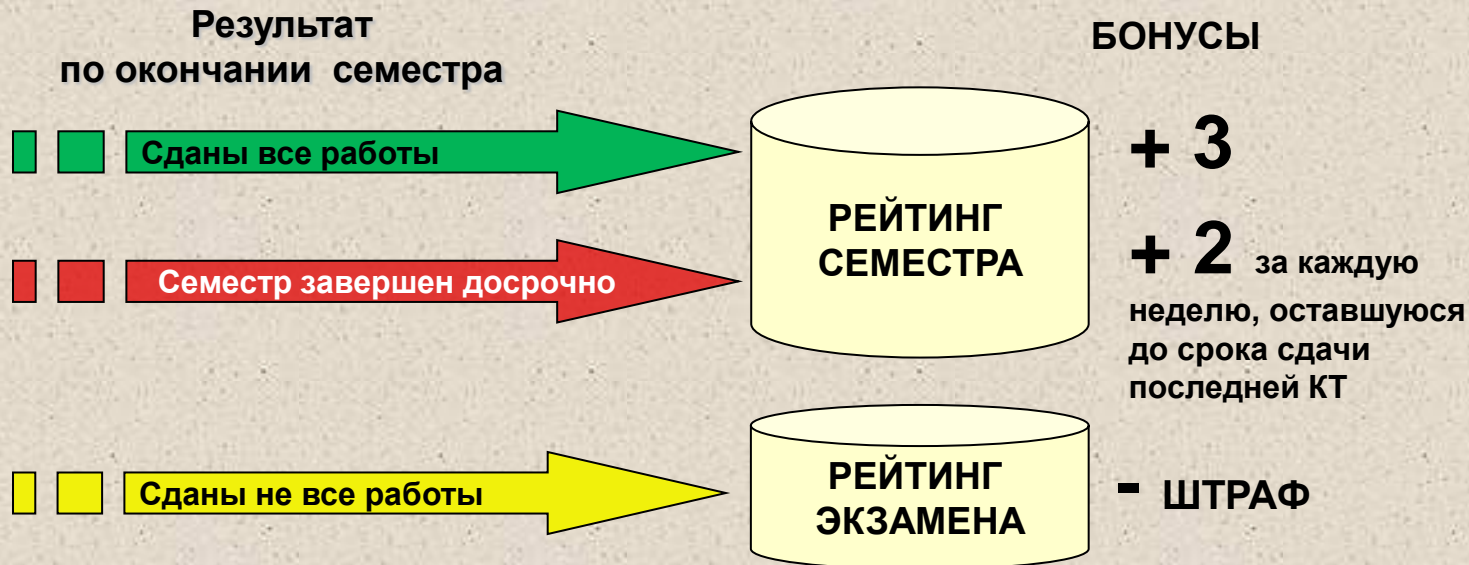 Результат
по окончании семестра
БОНУСЫ
Сданы все работы
+ 3
РЕЙТИНГ
СЕМЕСТРА
Семестр завершен досрочно
+ 2 за каждую
неделю, оставшуюся
до срока сдачи
последней КТ
Сданы не все работы
РЕЙТИНГ
ЭКЗАМЕНА
- ШТРАФ